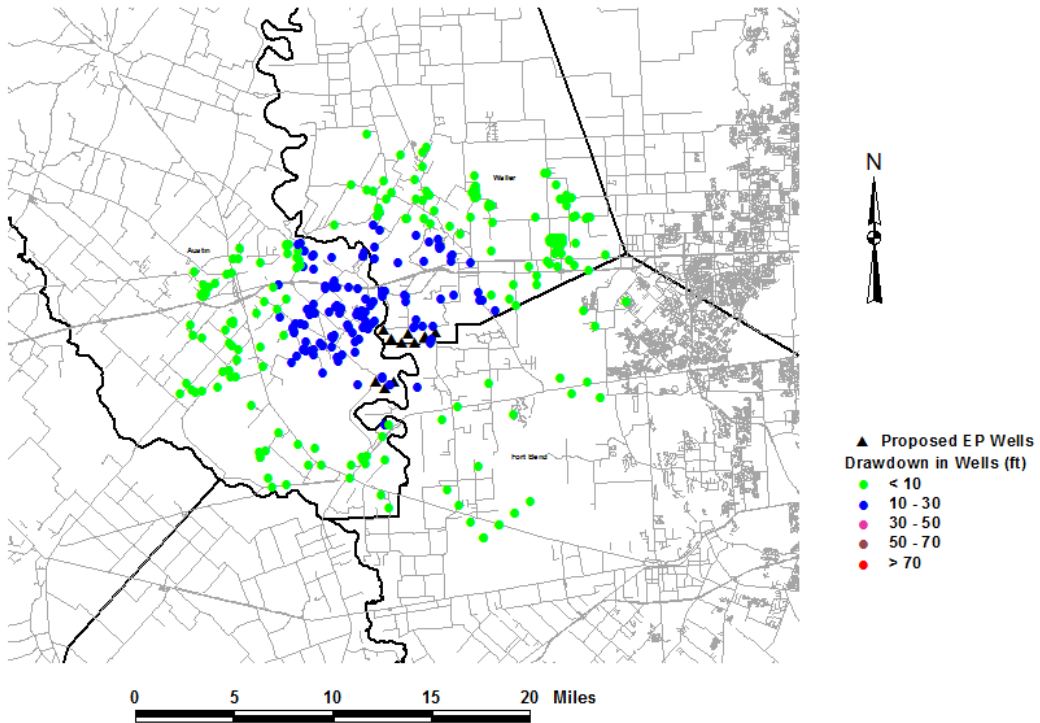 N
Waller
Austin
Fort Bend
Proposed EP Wells
Drawdown in Wells (ft)
< 10
10 - 30
30 - 50
50 - 70
> 70
0 5 10 15 20 Miles